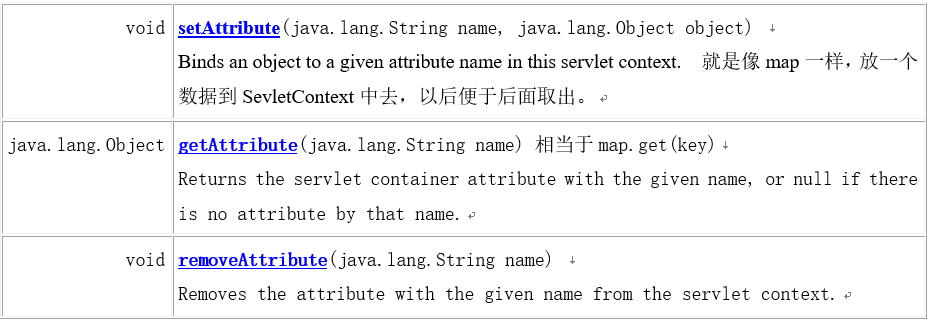 void setAttribute(java.lang.String name, java.lang.Object object)
Binds an object to a given attribute name in this servlet context. 就是像 map 一样，放一个
数据到 SevletContext 中去，以后便于后面取出。
java.lang.Object getAttribute(java.lang.String name) 相当于 map.get(key)
Returns the servlet container attribute with the given name, or null if there
is no attribute by that name.
void removeAttribute(java.lang.String name)
Removes the attribute with the given name from the servlet context.